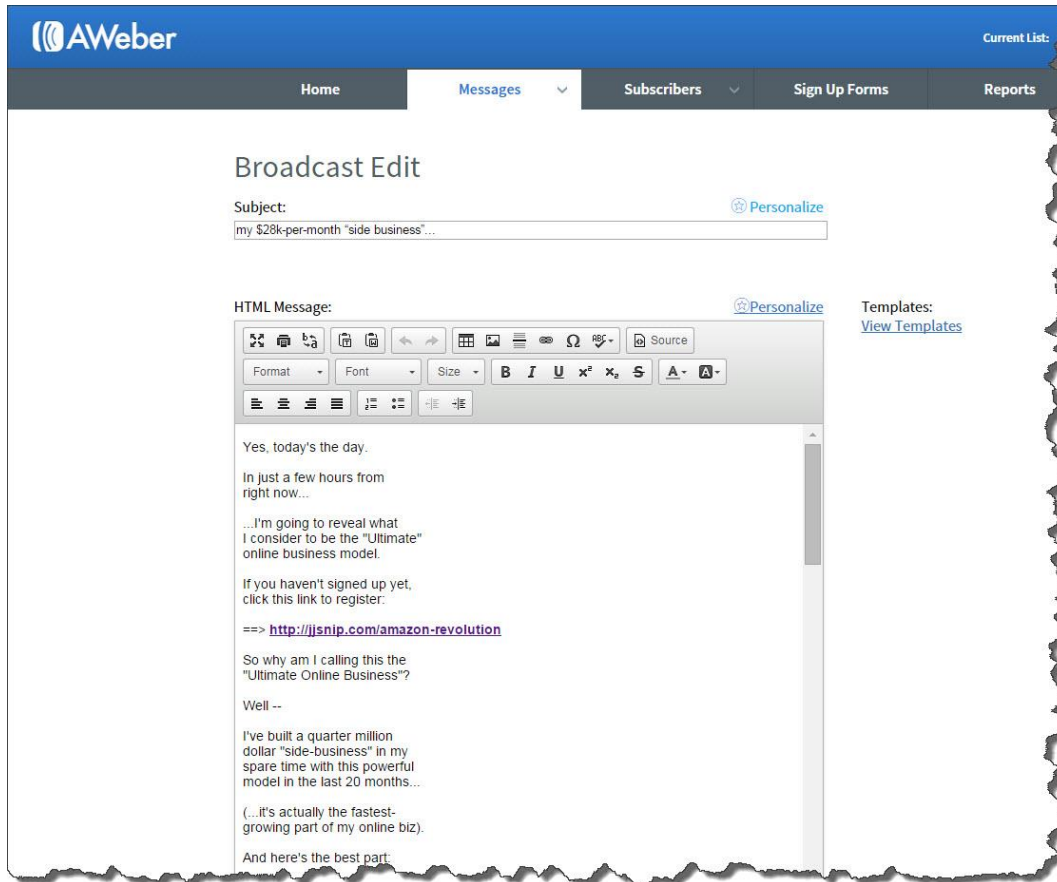 AWeber
Current List:
Home Messages Subscribers Sign Up Forms Reports
Broadcast Edit
Subject:
Personalize
my $28k-per-month “side business”...
HTML Message:
Personalize
Templates:
View Templates
Source
Format Font Size B I U x² x₂ S A A
Yes, today's the day.
In just a few hours from
right now...
...I'm going to reveal what
I consider to be the "Ultimate"
online business model.
If you haven't signed up yet,
click this link to register:
==> http://jjsnip.com/amazon-revolution
So why am I calling this the
"Ultimate Online Business"?
Well --
I've built a quarter million
dollar "side-business" in my
spare time with this powerful
model in the last 20 months...
(...it's actually the fastest-
growing part of my online biz).
And here's the best part: